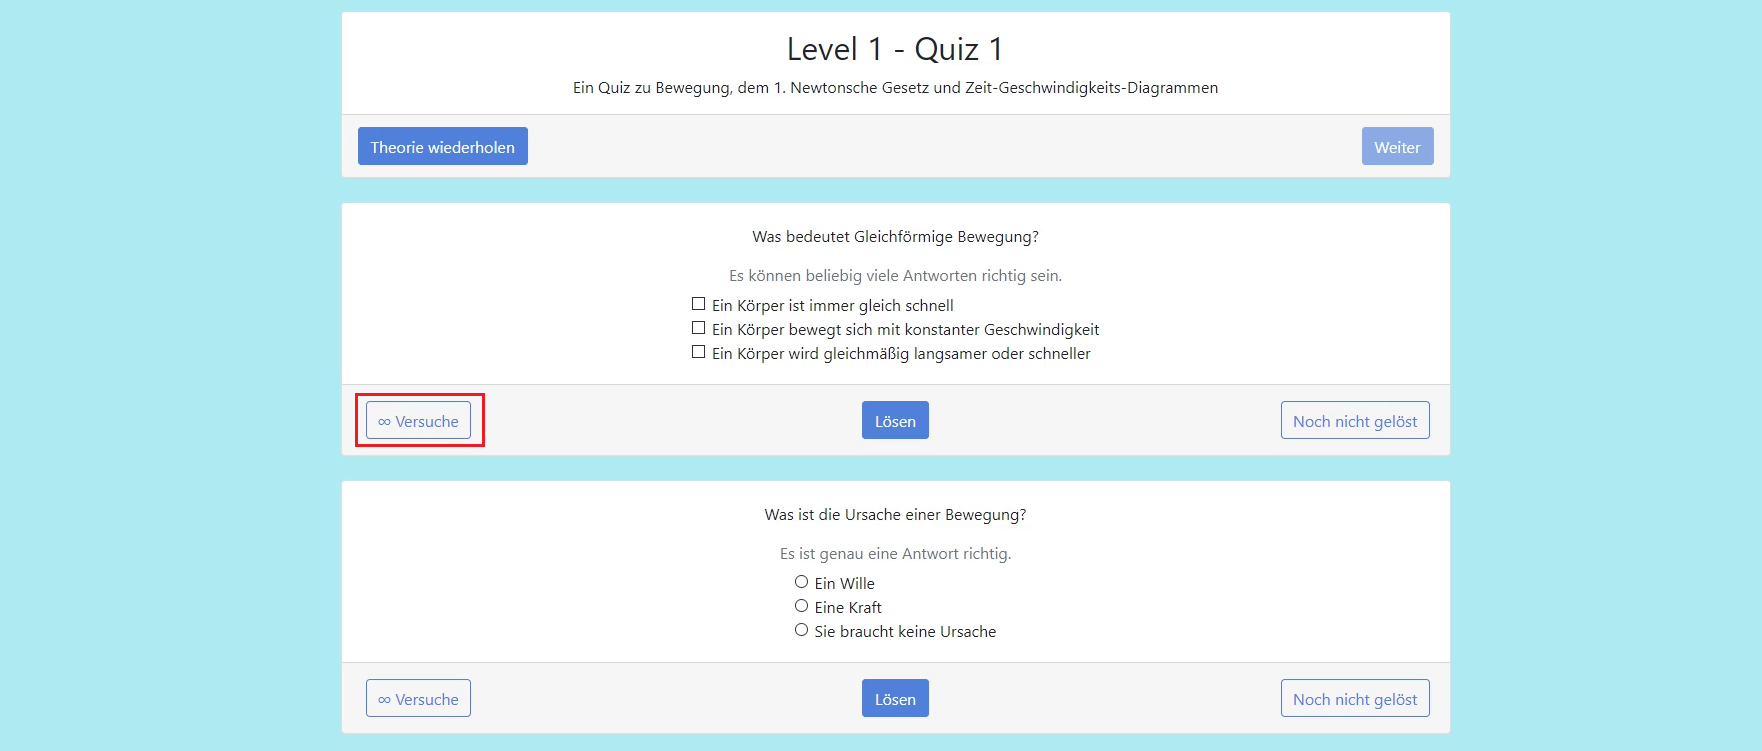 Level 1 - Quiz 1
Ein Quiz zu Bewegung, dem 1. Newtonsche Gesetz und Zeit-Geschwindigkeits-Diagrammen
Theorie wiederholen
Weiter
Was bedeutet Gleichförmige Bewegung?
Es können beliebig viele Antworten richtig sein.
Ein Körper ist immer gleich schnell
Ein Körper bewegt sich mit konstanter Geschwindigkeit
Ein Körper wird gleichmäßig langsamer oder schneller
∞ Versuche
Lösen
Noch nicht gelöst
Was ist die Ursache einer Bewegung?
Es ist genau eine Antwort richtig.
Ein Wille
Eine Kraft
Sie braucht keine Ursache
∞ Versuche
Lösen
Noch nicht gelöst